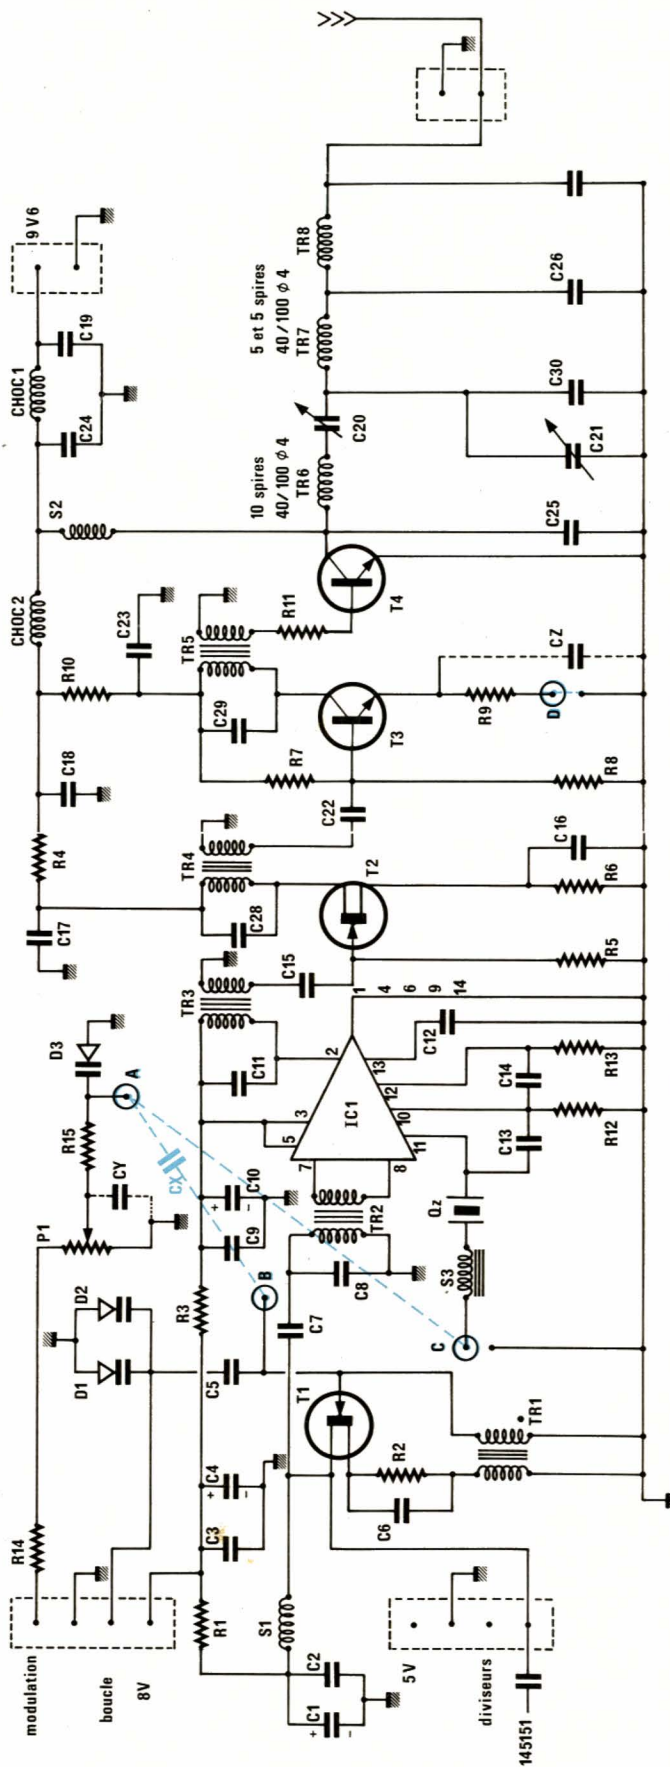 modulation
boucle
8V
R14
P1
R15
D3
A
CY
CX
D1
D2
C5
B
R3
R1
C3
+
C4
-
C9
+
C10
-
S1
C1
+
-
C2
C7
C8
TR2
T1
R2
C6
TR1
5V
diviseurs
145151
C
S3
Qz
IC1
5
3
7
8
2
11
10
12
13
1
4
6
9
14
C13
C14
R12
R13
C12
C11
TR3
C15
C17
R4
C18
C28
TR4
T2
R5
R6
C16
C22
R7
R8
T3
C29
TR5
R10
C23
CHOC2
R11
T4
R9
D
CZ
S2
C24
CHOC1
C19
9V6
10 spires
40/100 ϕ 4
TR6
C20
C25
C21
C30
5 et 5 spires
40/100 ϕ 4
TR7
TR8
C26